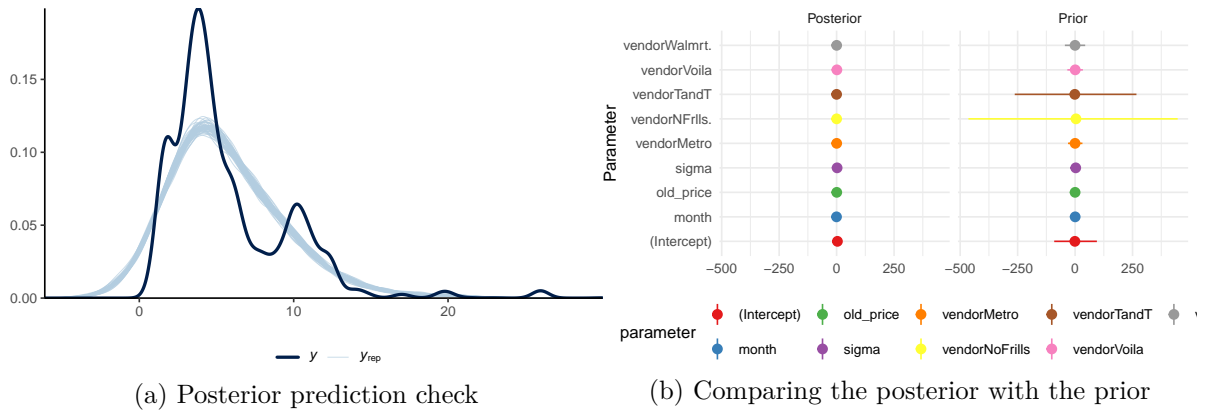 0.15
0.10
0.05
0.00
0 10 20
y yrep
(a) Posterior prediction check
Posterior Prior
Parameter
vendorWalmrt.
vendorVoila
vendorTandT
vendorNFrlls.
vendorMetro
sigma
old_price
month
(Intercept)
−500 −250 0 250 −500 −250 0 250
parameter
(Intercept) old_price vendorMetro vendorTandT
month sigma vendorNoFrills vendorVoila
(b) Comparing the posterior with the prior